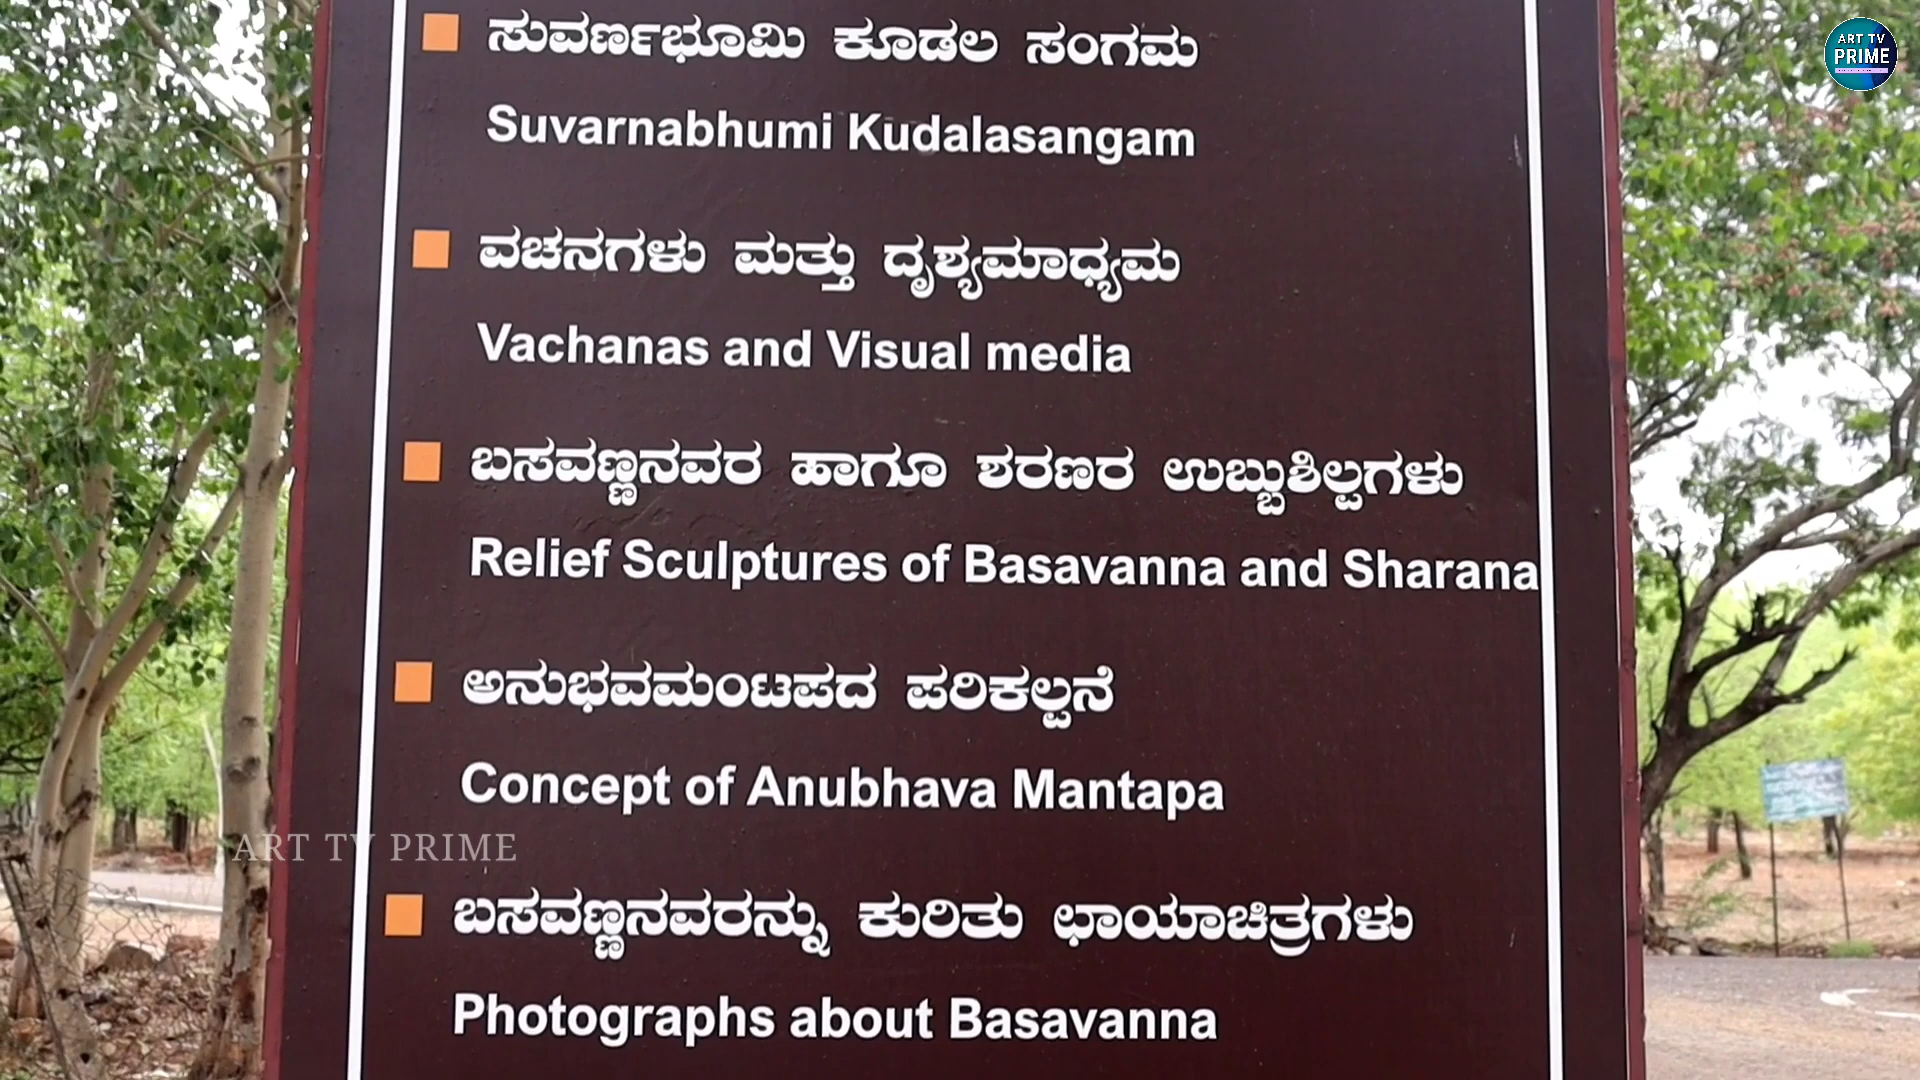 ಸುವರ್ಣಭೂಮಿ ಕೂಡಲ ಸಂಗಮ
ART TV
PRIME
Suvarnabhumi Kudalasangam
ವಚನಗಳು ಮತ್ತು ದೃಶ್ಯಮಾಧ್ಯಮ
Vachanas and Visual media
ಬಸವಣ್ಣನವರ ಹಾಗೂ ಶರಣರ ಉಬ್ಬುಶಿಲ್ಪಗಳು
Relief Sculptures of Basavanna and Sharana
ಅನುಭವಮಂಟಪದ ಪರಿಕಲ್ಪನೆ
Concept of Anubhava Mantapa
ART TV PRIME
ಬಸವಣ್ಣನವರನ್ನು ಕುರಿತು ಛಾಯಾಚಿತ್ರಗಳು
Photographs about Basavanna